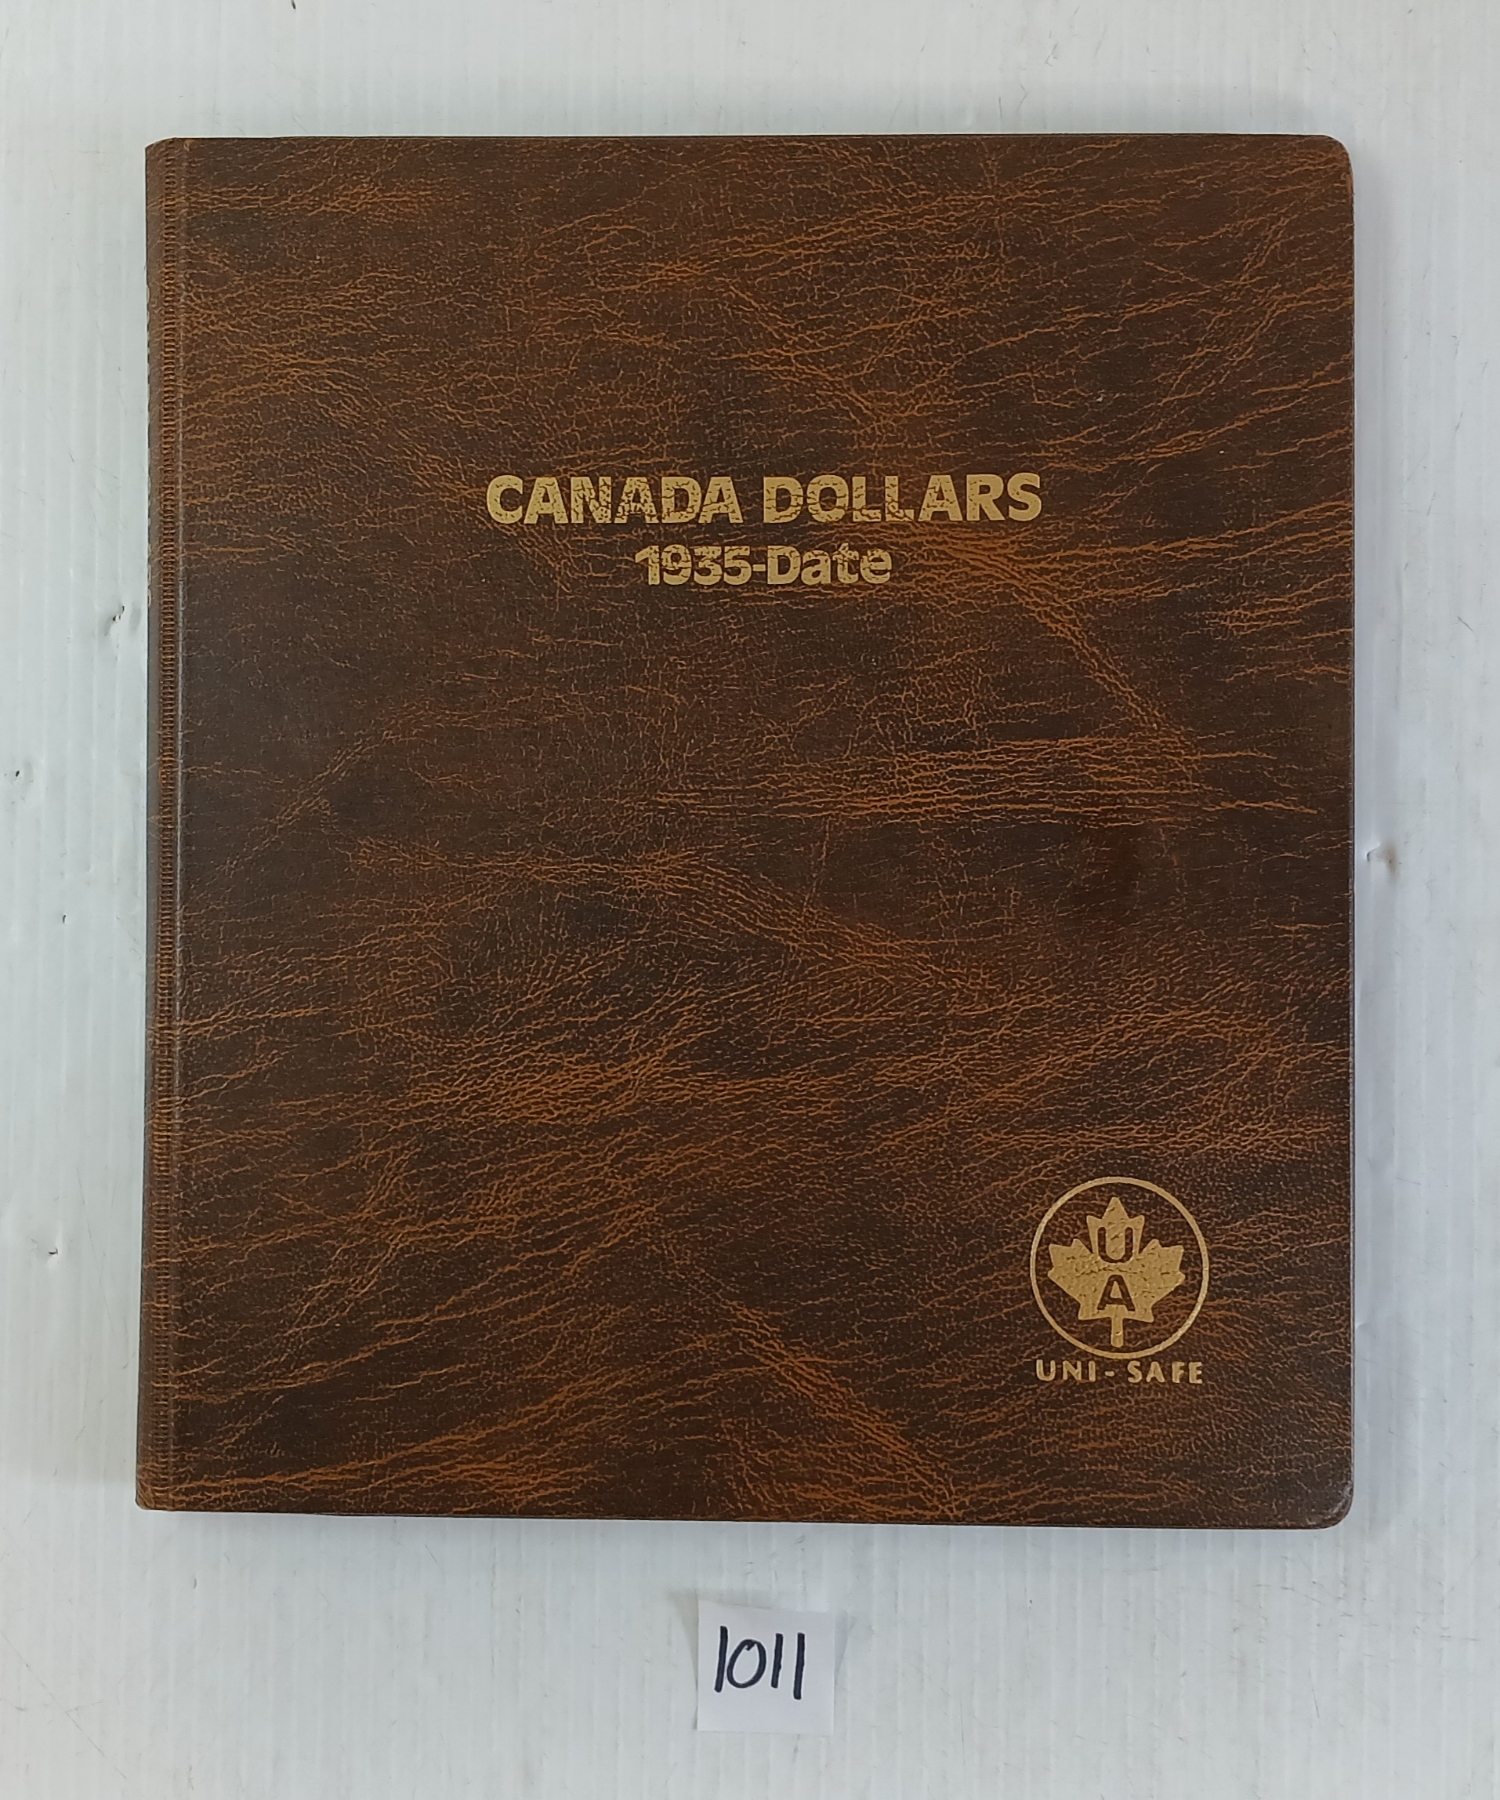 CANADA DOLLARS
1935-Date
U
A
UNI-SAFE
1011